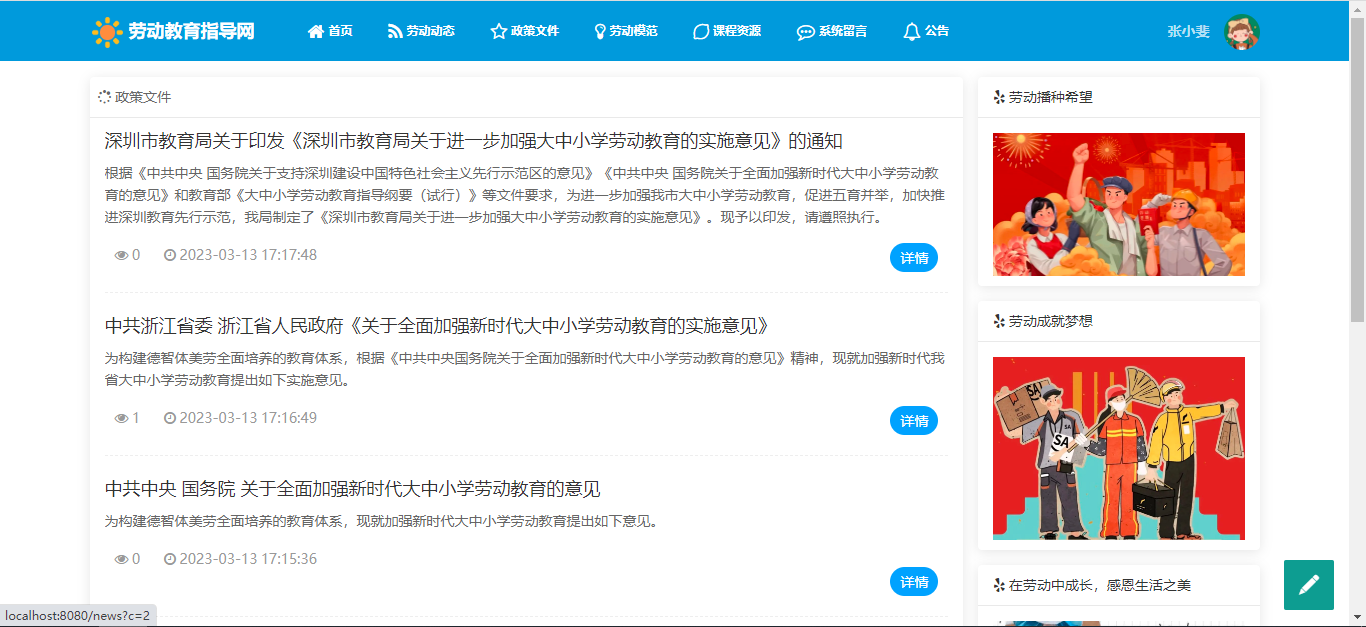 劳动教育指导网
首页 劳动动态 政策文件 劳动模范 课程资源 系统留言 公告
张小斐
政策文件
深圳市教育局关于印发《深圳市教育局关于进一步加强大中小学劳动教育的实施意见》的通知
根据《中共中央 国务院关于支持深圳建设中国特色社会主义先行示范区的意见》《中共中央 国务院关于全面加强新时代大中小学劳动教
育的意见》和教育部《大中小学劳动教育指导纲要（试行）》等文件要求，为进一步加强我市大中小学劳动教育，促进五育并举，加快推
进深圳教育先行示范，我局制定了《深圳市教育局关于进一步加强大中小学劳动教育的实施意见》。现予以印发，请遵照执行。
0 2023-03-13 17:17:48
详情
中共浙江省委 浙江省人民政府《关于全面加强新时代大中小学劳动教育的实施意见》
为构建德智体美劳全面培养的教育体系，根据《中共中央国务院关于全面加强新时代大中小学劳动教育的意见》精神，现就加强新时代我
省大中小学劳动教育提出如下实施意见。
1 2023-03-13 17:16:49
详情
中共中央 国务院 关于全面加强新时代大中小学劳动教育的意见
为构建德智体美劳全面培养的教育体系，现就加强新时代大中小学劳动教育提出如下意见。
0 2023-03-13 17:15:36
详情
劳动播种希望
劳动成就梦想
SA
SA
SA
在劳动中成长，感恩生活之美
localhost:8080/news?c=2